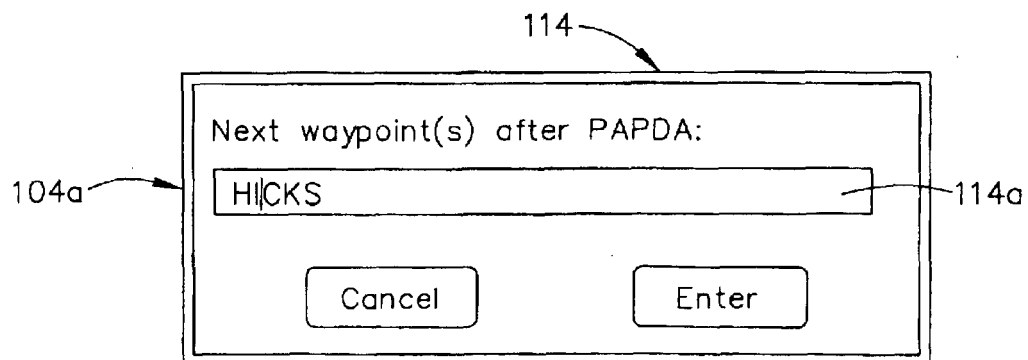 114
Next waypoint(s) after PAPDA:
104a
HICKS
114a
Cancel Enter